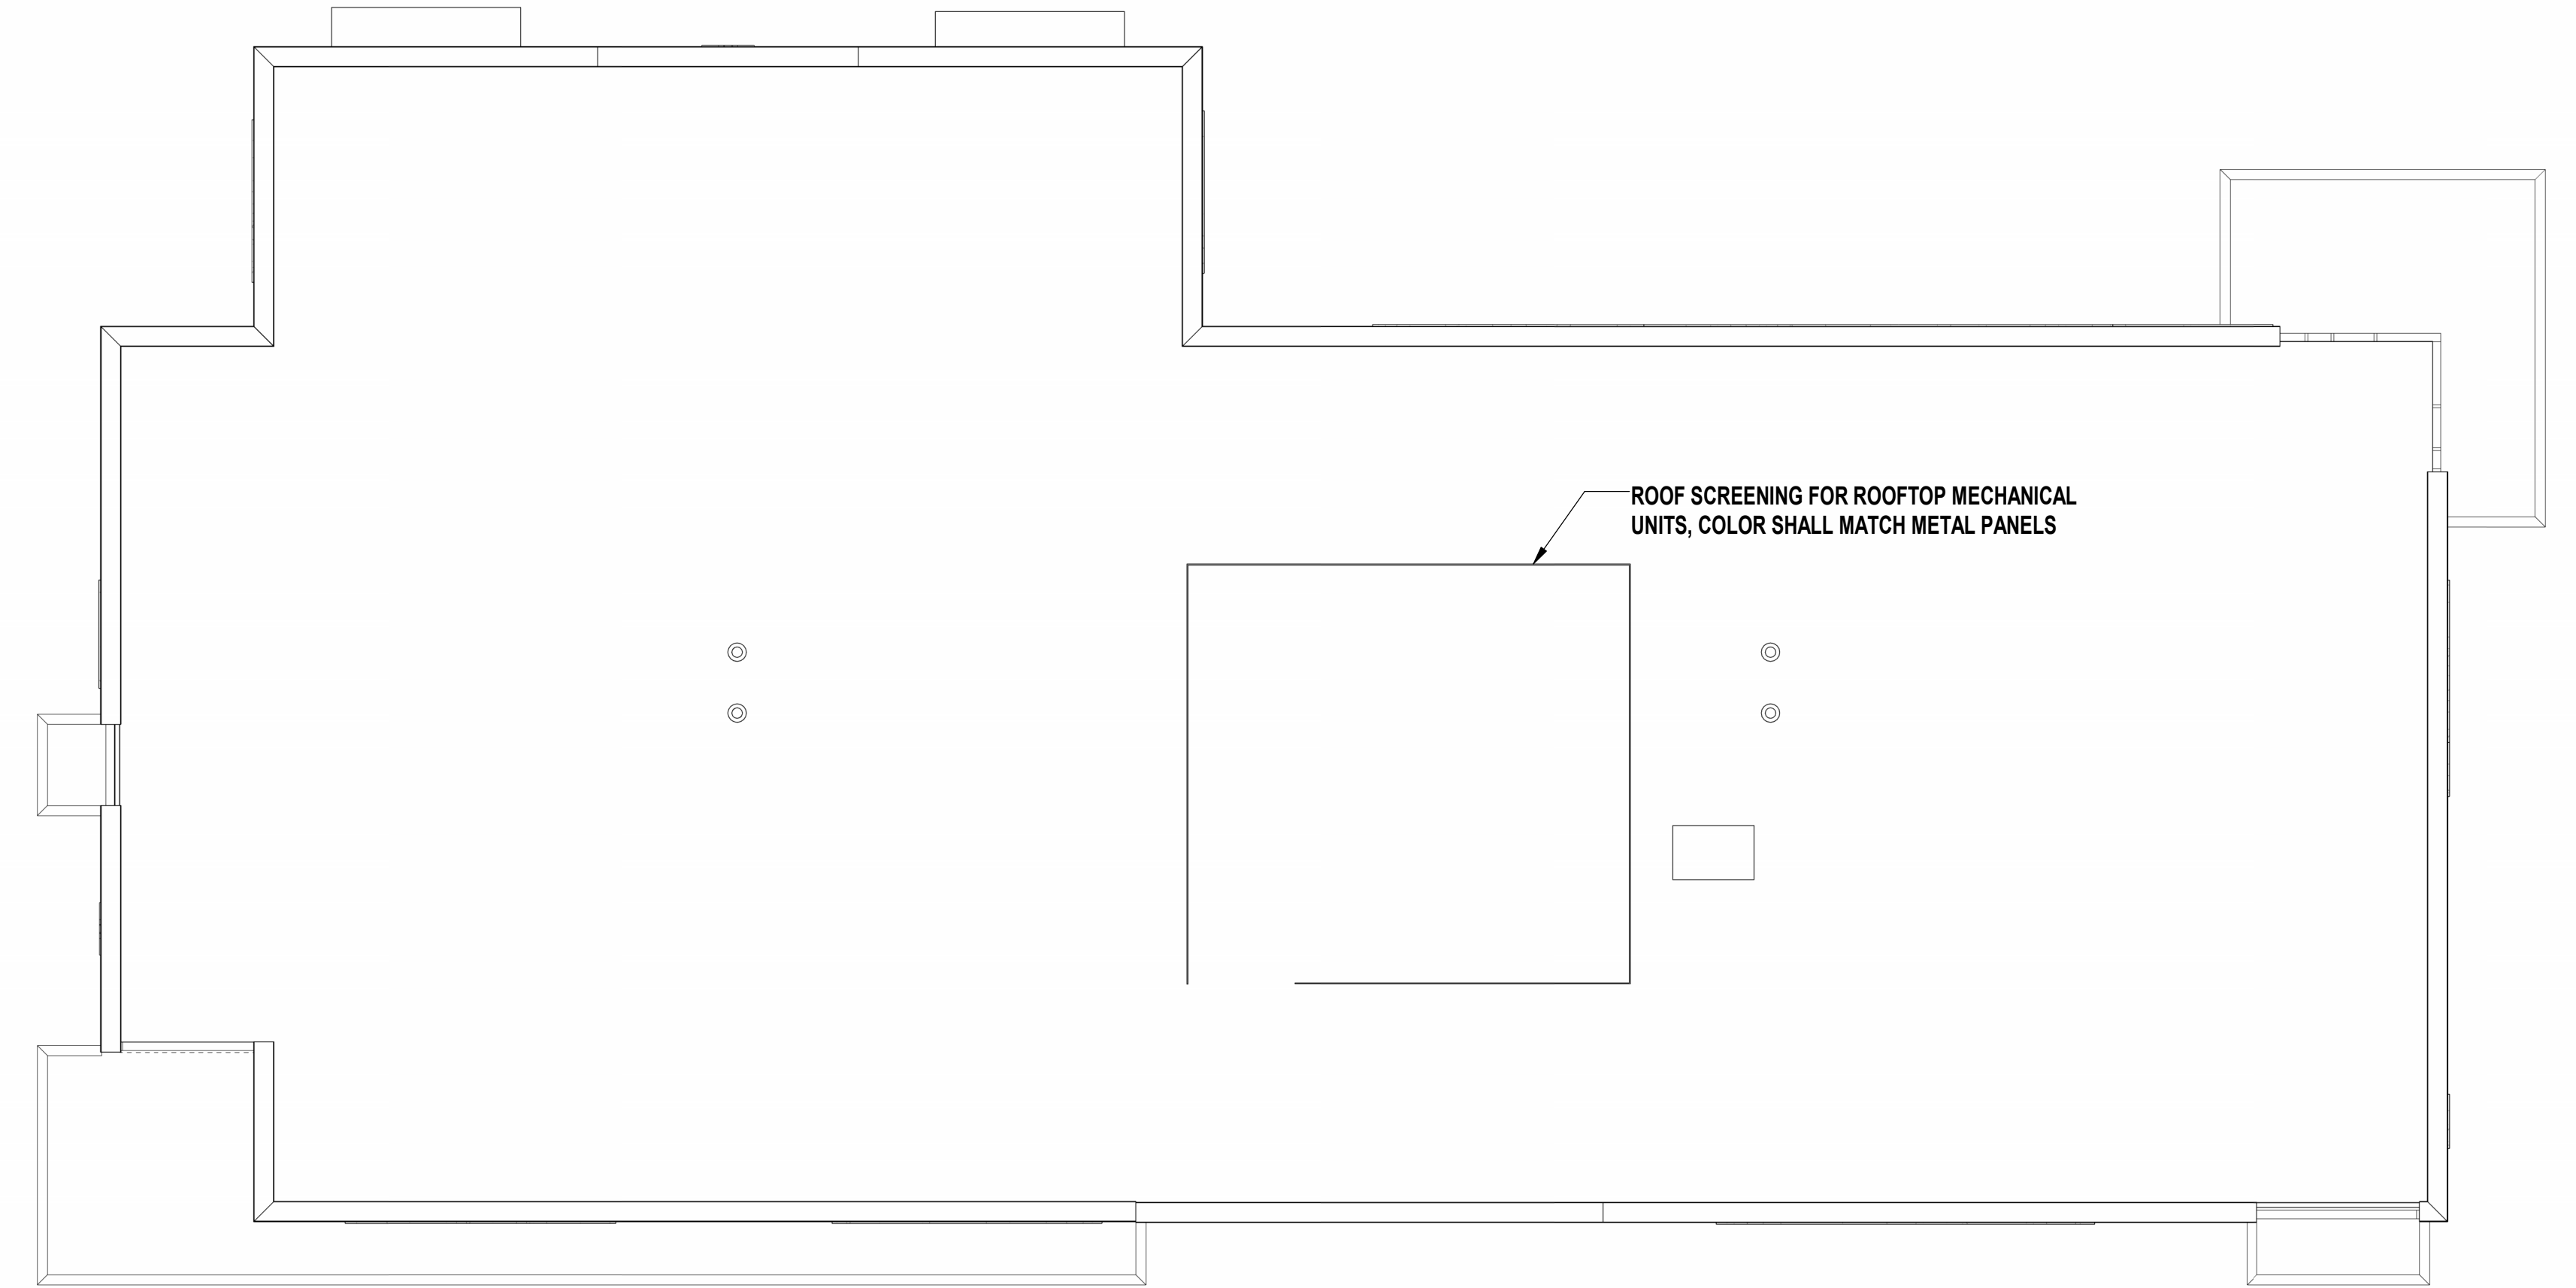 ROOF SCREENING FOR ROOFTOP MECHANICAL
UNITS, COLOR SHALL MATCH METAL PANELS